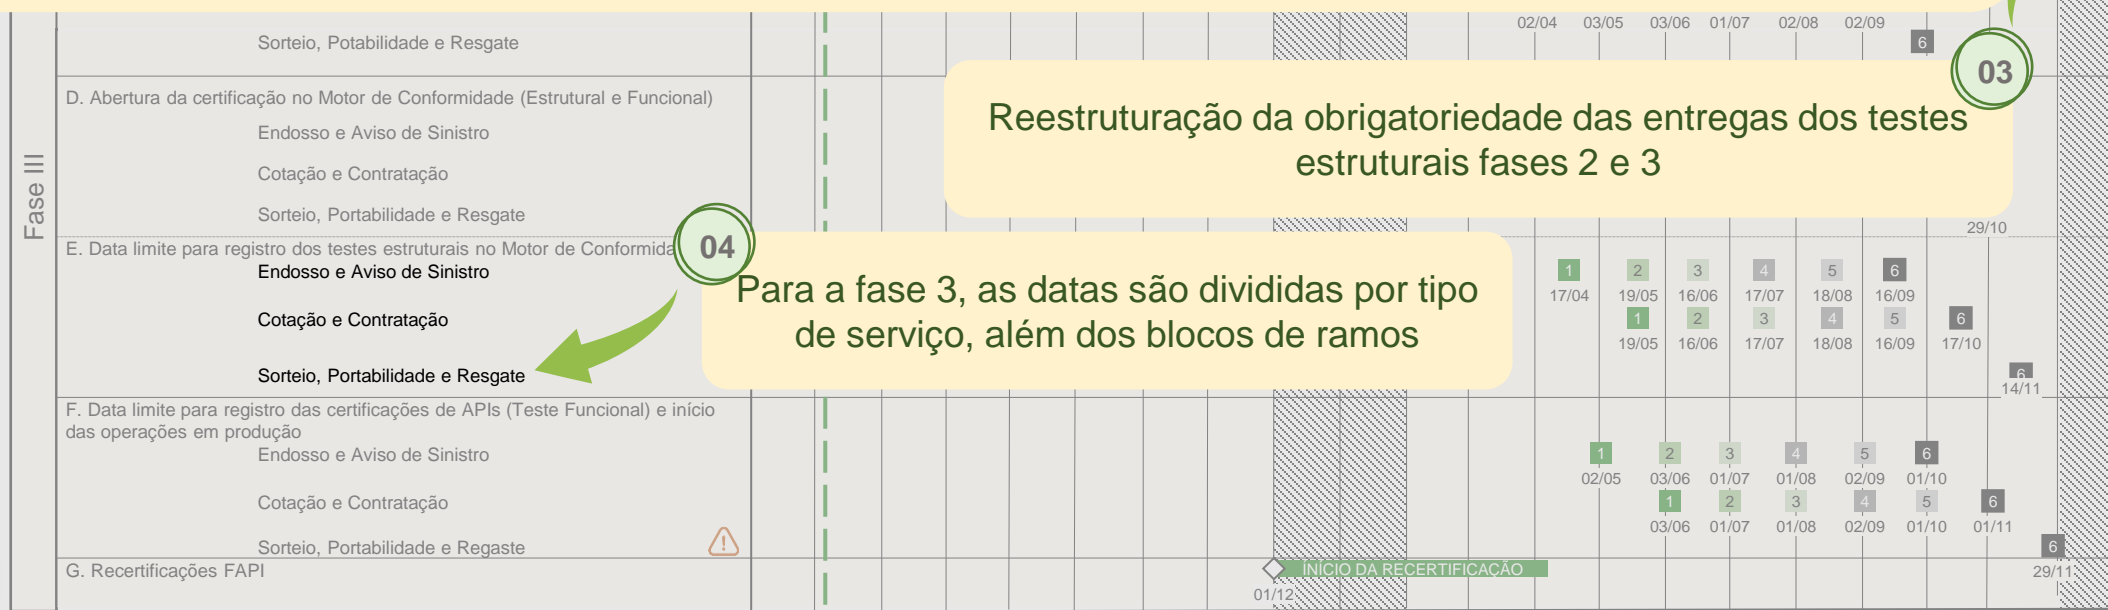 02/04 03/05 03/06 01/07 02/08 02/09
Sorteio, Potabilidade e Resgate
6
03
D. Abertura da certificação no Motor de Conformidade (Estrutural e Funcional)
Reestruturação da obrigatoriedade das entregas dos testes
estruturais fases 2 e 3
Endosso e Aviso de Sinistro
Cotação e Contratação
Fase III
Sorteio, Portabilidade e Resgate
29/10
E. Data limite para registro dos testes estruturais no Motor de Conformida
04
Para a fase 3, as datas são divididas por tipo
de serviço, além dos blocos de ramos
Endosso e Aviso de Sinistro
1 2 3 4 5 6
17/04 19/05 16/06 17/07 18/08 16/09
Cotação e Contratação
1 2 3 4 5 6
19/05 16/06 17/07 18/08 16/09 17/10
Sorteio, Portabilidade e Resgate
6
14/11
F. Data limite para registro das certificações de APIs (Teste Funcional) e início
das operações em produção
Endosso e Aviso de Sinistro
1 2 3 4 5 6
02/05 03/06 01/07 01/08 02/09 01/10
Cotação e Contratação
1 2 3 4 5 6
03/06 01/07 01/08 02/09 01/10 01/11
Sorteio, Portabilidade e Regaste
6
29/11
G. Recertificações FAPI
INÍCIO DA RECERTIFICAÇÃO
01/12